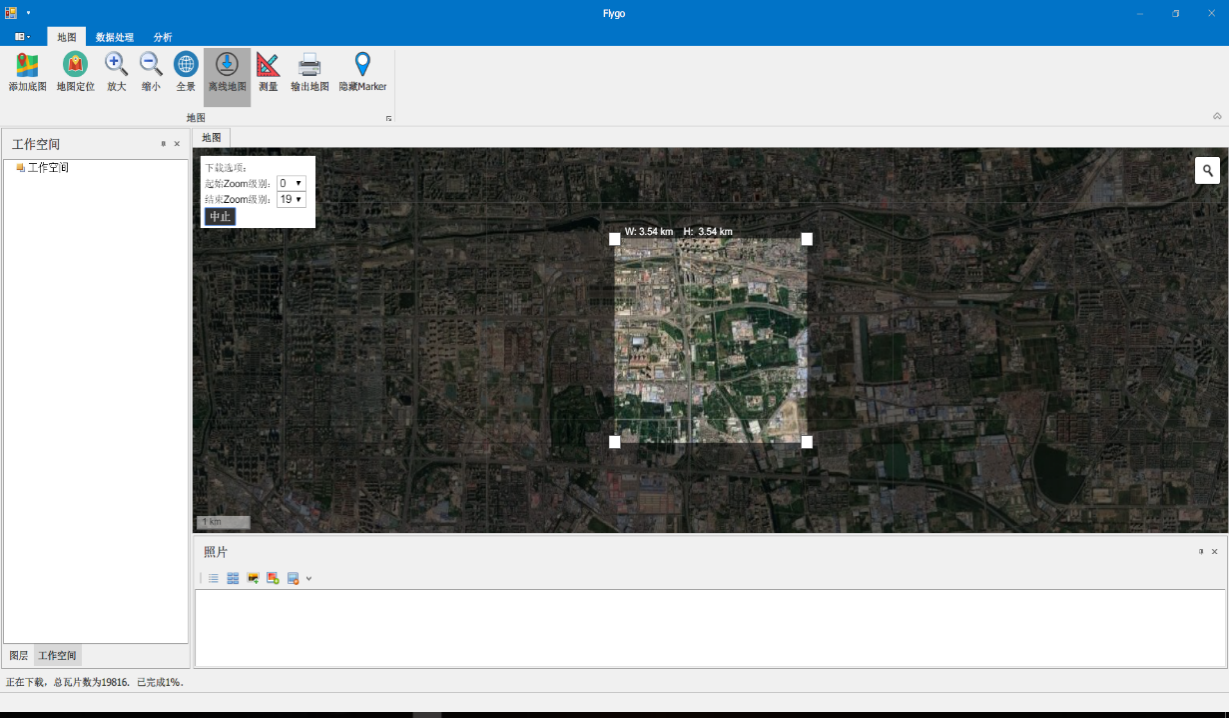 Flygo
地图 数据处理 分析
添加底图 地图定位 放大 缩小 全景 离线地图 测量 输出地图 隐藏Marker
地图
工作空间
地图
工作空间
下载选项:
起始Zoom级别: 0
结束Zoom级别: 19
中止
W: 3.54 km H: 3.54 km
1 km
照片
图层 工作空间
正在下载，总瓦片数为19816. 已完成1%.